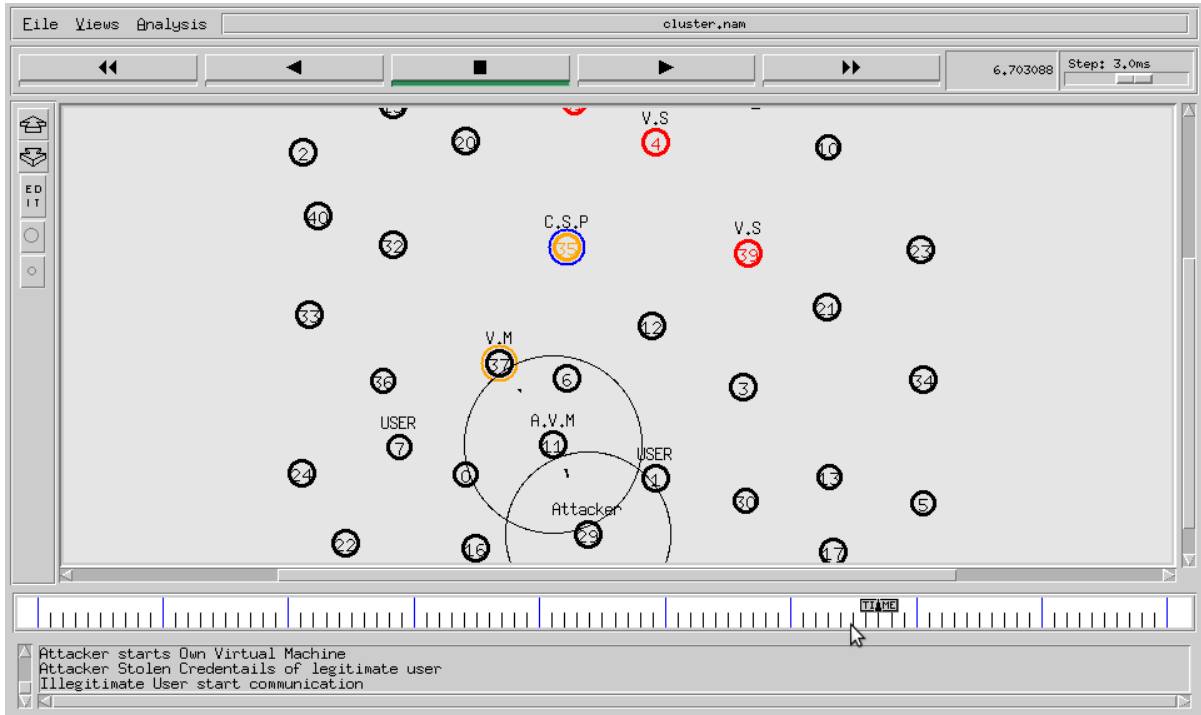 File Views Analysis
cluster.nam
6.703088
Step: 3.0ms
ED
IT
V.S
4
2
20
10
40
C.S.P
35
V.S
39
32
23
33
21
12
V.M
37
6
36
3
34
USER
7
A.V.M
11
USER
1
24
0
13
30
5
Attacker
29
22
16
17
TIME
Attacker starts Own Virtual Machine
Attacker Stolen Credentails of legitimate user
Illegitimate User start communication